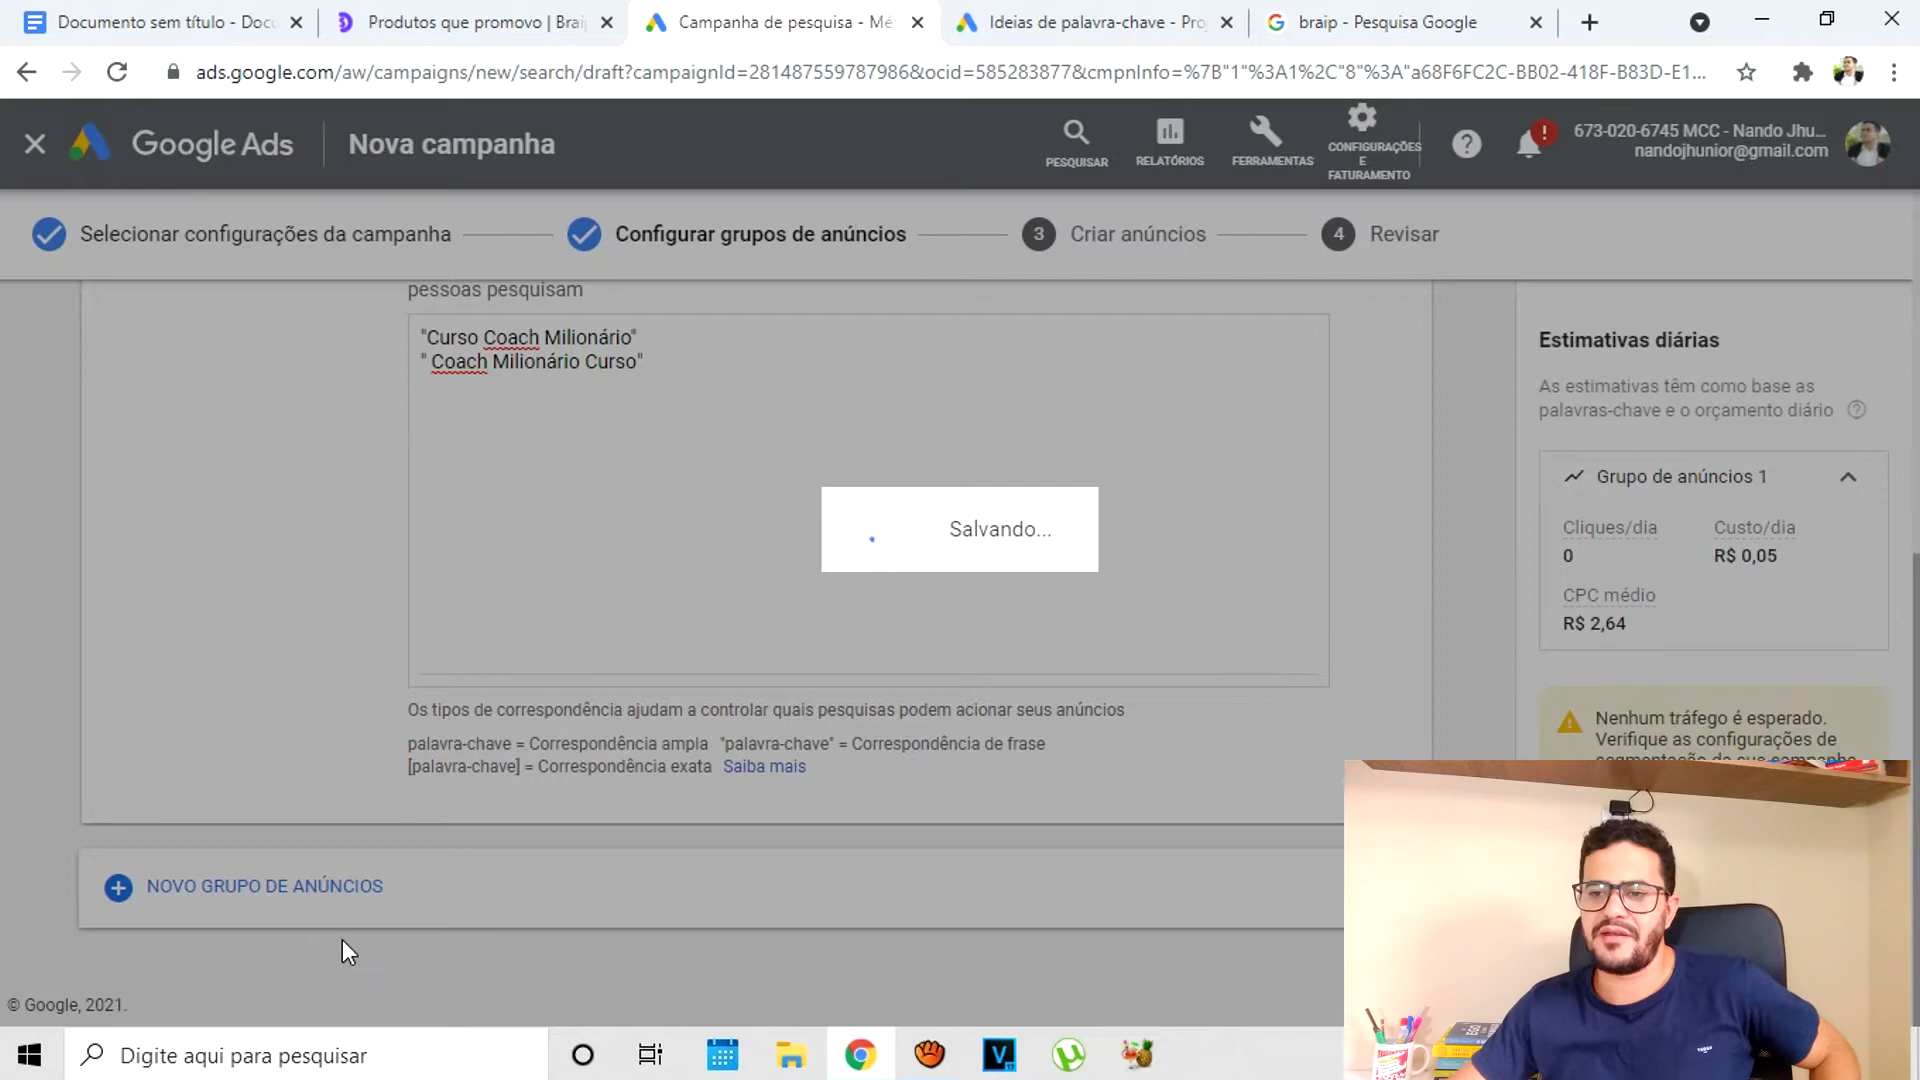 Documento sem título - Doc
Produtos que promovo | Brai
Campanha de pesquisa - Mé
Ideias de palavra-chave - Pro
braip - Pesquisa Google
ads.google.com/aw/campaigns/new/search/draft?campaignId=281487559787986&ocid=585283877&cmpnInfo=%7B"1"%3A1%2C"8"%3A"a68F6FC2C-BB02-418F-B83D-E1...
Google Ads
Nova campanha
PESQUISAR
RELATÓRIOS
FERRAMENTAS
CONFIGURAÇÕES
E
FATURAMENTO
673-020-6745 MCC - Nando Jhu...
nandojhunior@gmail.com
Selecionar configurações da campanha
Configurar grupos de anúncios
3 Criar anúncios
4 Revisar
pessoas pesquisam
"Curso Coach Milionário"
" Coach Milionário Curso"
Salvando...
Os tipos de correspondência ajudam a controlar quais pesquisas podem acionar seus anúncios
palavra-chave = Correspondência ampla "palavra-chave" = Correspondência de frase
[palavra-chave] = Correspondência exata Saiba mais
NOVO GRUPO DE ANÚNCIOS
© Google, 2021.
Estimativas diárias
As estimativas têm como base as
palavras-chave e o orçamento diário
Grupo de anúncios 1
Cliques/dia
0
Custo/dia
R$ 0,05
CPC médio
R$ 2,64
Nenhum tráfego é esperado.
Verifique as configurações de
segmentação de sua campanha
Digite aqui para pesquisar